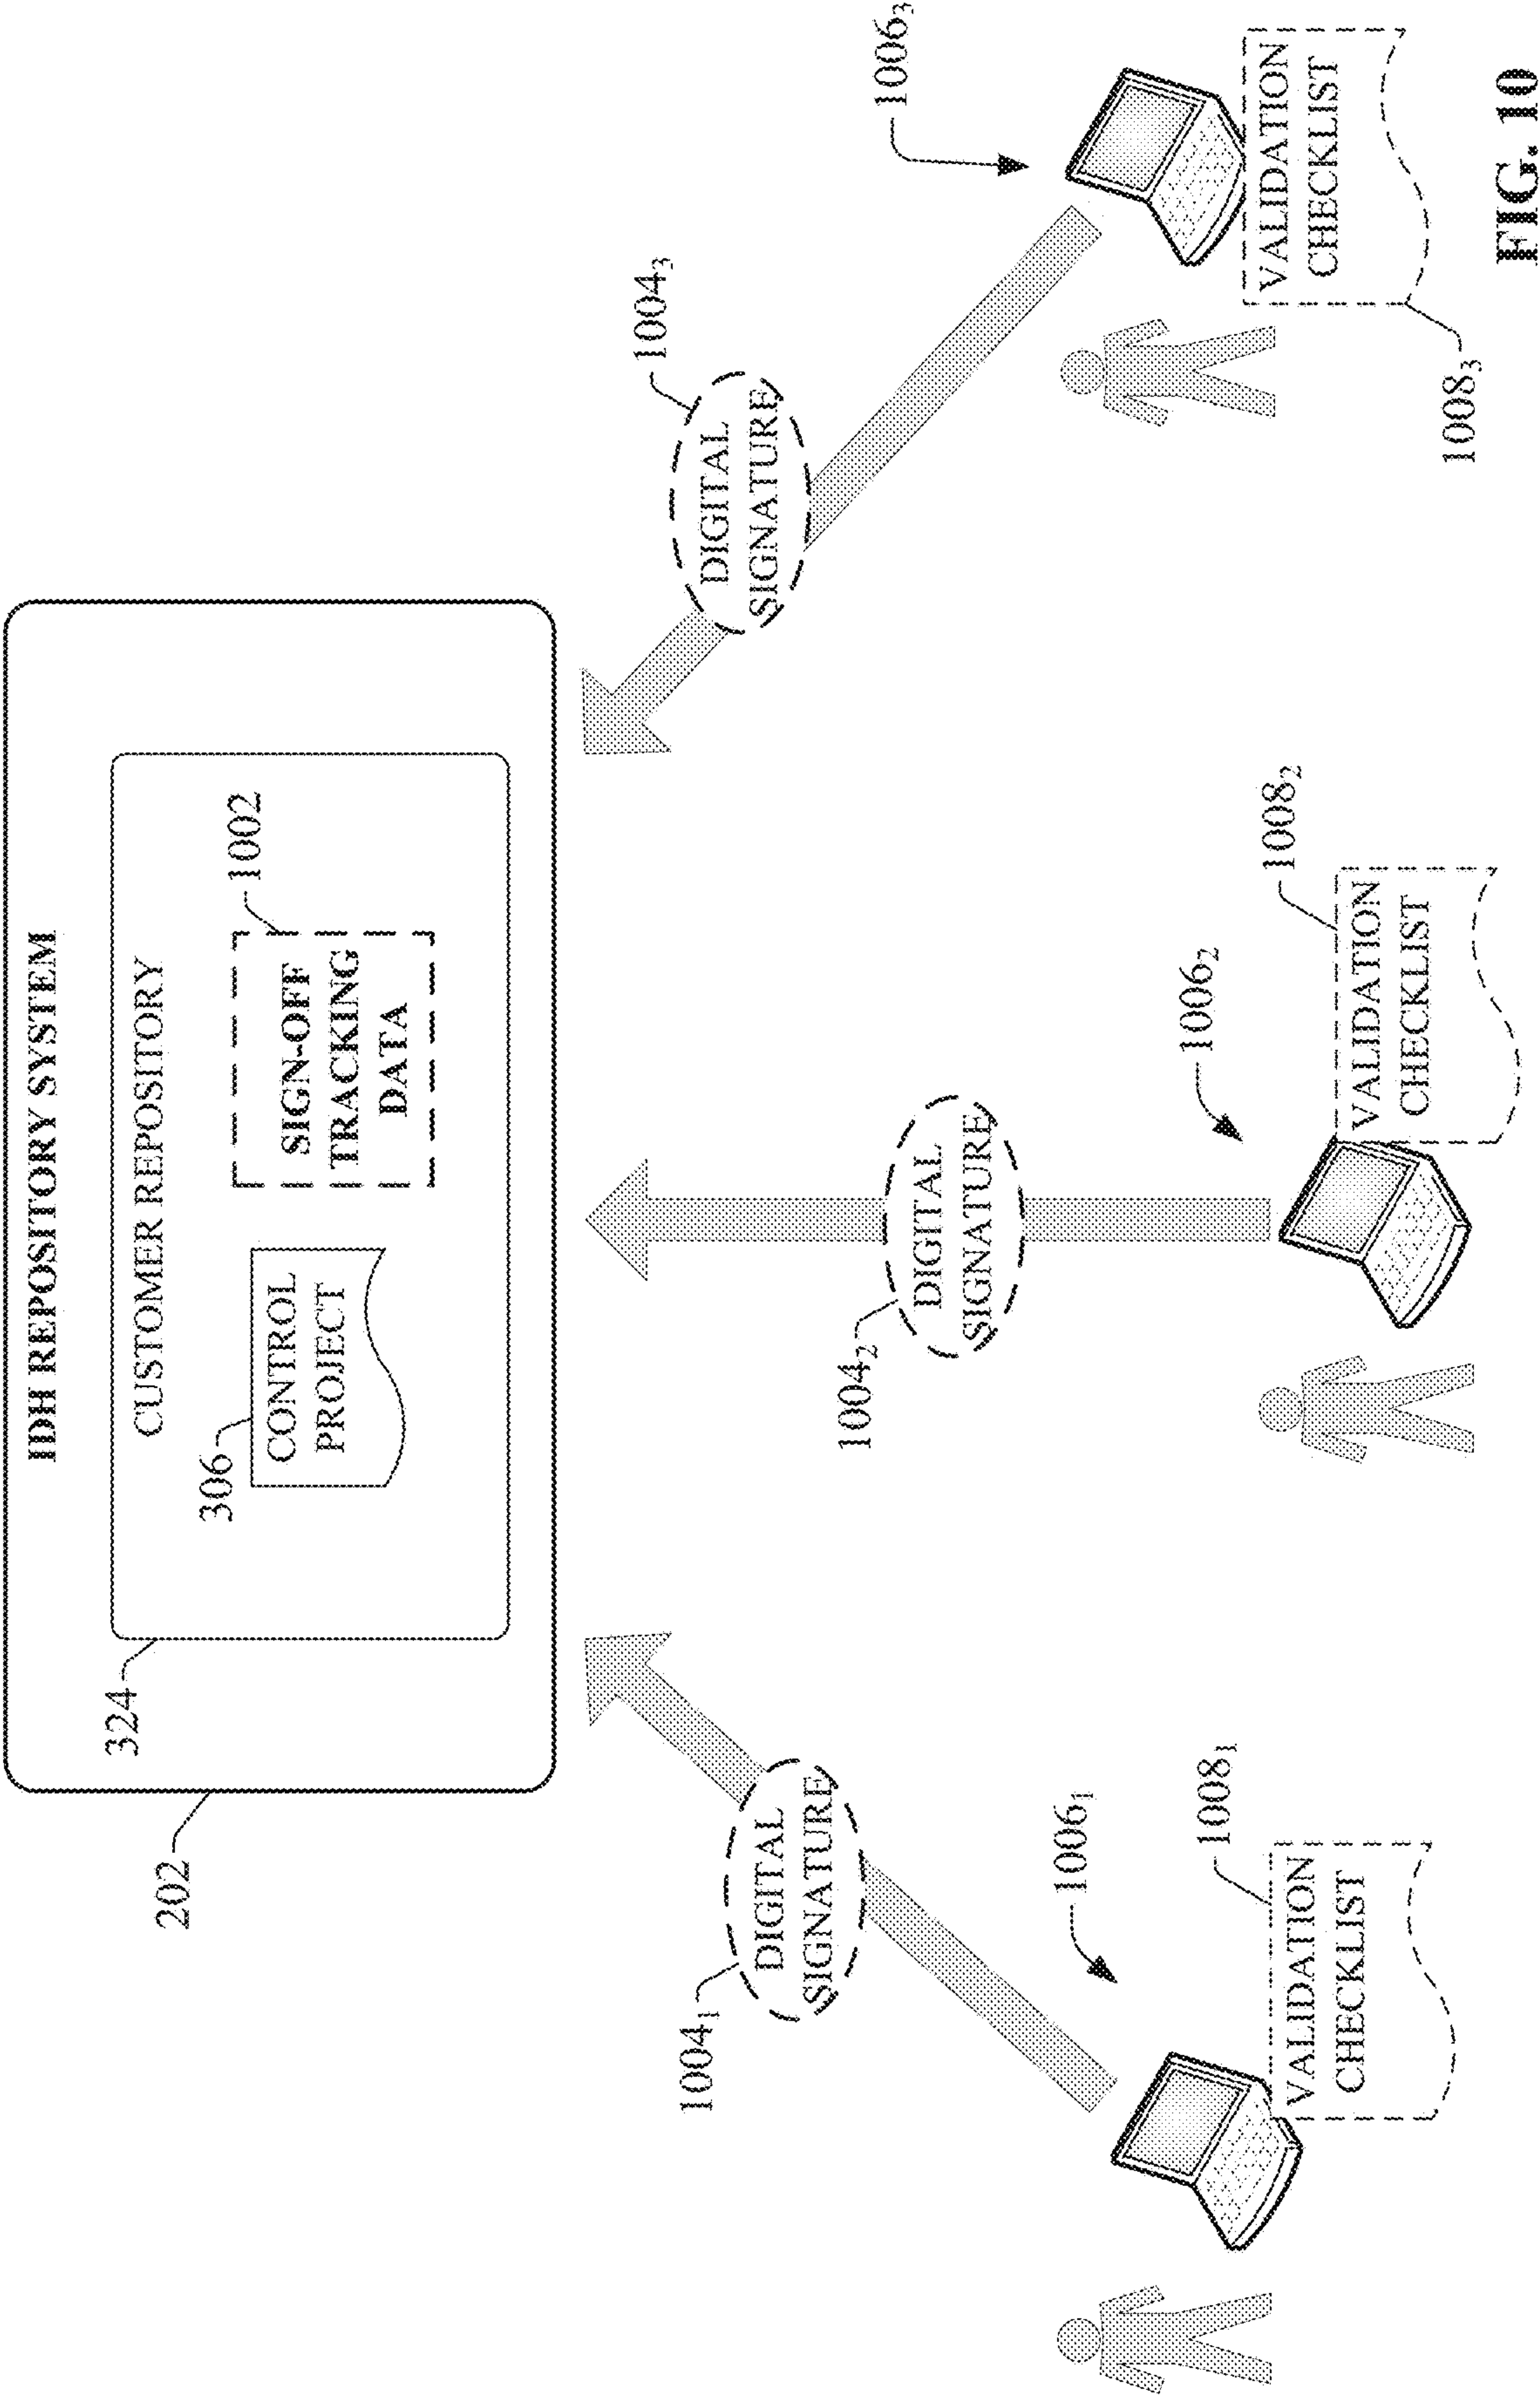 IDH REPOSITORY SYSTEM
CUSTOMER REPOSITORY
202
324
306
CONTROL
PROJECT
1002
SIGN-OFF
TRACKING
DATA
1004₁
DIGITAL
SIGNATURE
1004₂
DIGITAL
SIGNATURE
1004₃
DIGITAL
SIGNATURE
1006₁
1008₁
VALIDATION
CHECKLIST
1006₂
1008₂
VALIDATION
CHECKLIST
1006₃
VALIDATION
CHECKLIST
1008₃
FIG. 10